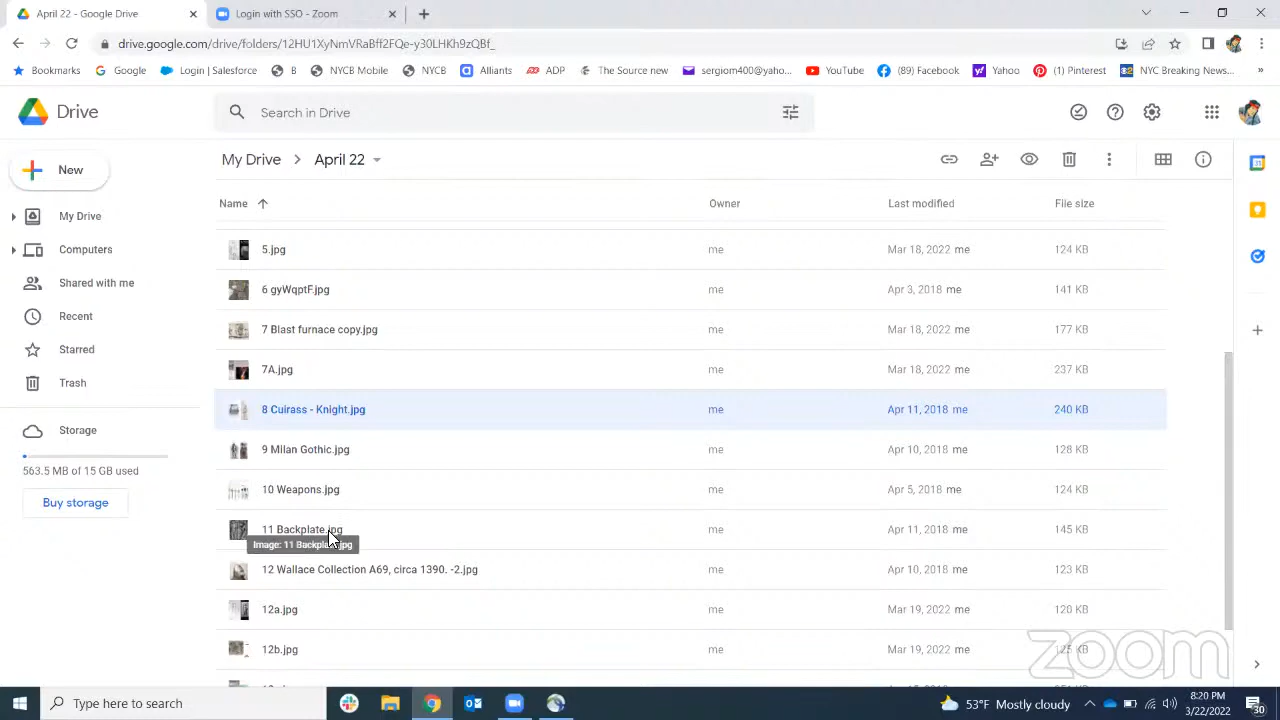 April 22 - Google Drive
Login with SSO - Zoom
drive.google.com/drive/folders/12HU1XyNmVRaBff2FQe-y30LHKh9zQBf_
Bookmarks
Google
Login | Salesforce
B
NYCB Mobile
NYCB
Alliants
ADP
The Source new
sergiom400@yaho...
YouTube
(89) Facebook
Yahoo
(1) Pinterest
NYC Breaking News...
»
Drive
Search in Drive
New
My Drive
Computers
Shared with me
Recent
Starred
Trash
Storage
563.5 MB of 15 GB used
Buy storage
My Drive > April 22
Name Owner Last modified File size
5.jpg me Mar 18, 2022 me 124 KB
6 gyWqptF.jpg me Apr 3, 2018 me 141 KB
7 Blast furnace copy.jpg me Mar 18, 2022 me 177 KB
7A.jpg me Mar 18, 2022 me 237 KB
8 Cuirass - Knight.jpg me Apr 11, 2018 me 240 KB
9 Milan Gothic.jpg me Apr 10, 2018 me 128 KB
10 Weapons.jpg me Apr 5, 2018 me 124 KB
11 Backplate.jpg me Apr 11, 2018 me 145 KB
Image: 11 Backplate.jpg
12 Wallace Collection A69, circa 1390. -2.jpg me Apr 10, 2018 me 123 KB
12a.jpg me Mar 19, 2022 me 120 KB
12b.jpg me Mar 19, 2022 me 125 KB
zoom
Type here to search
53°F Mostly cloudy
8:20 PM
3/22/2022
30